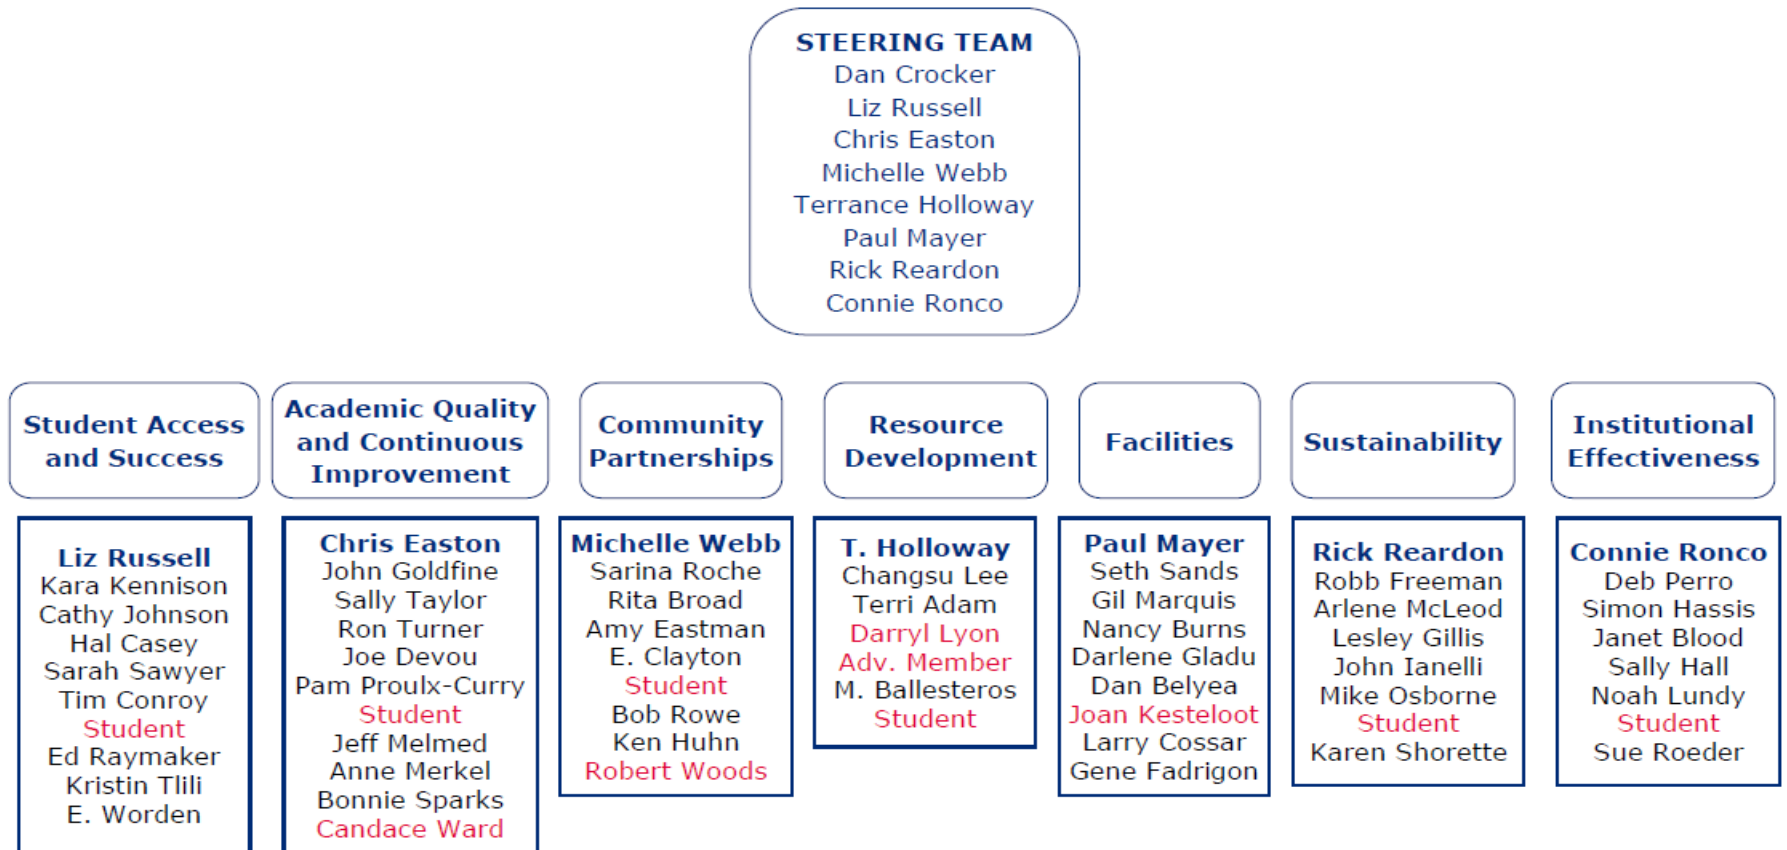 STEERING TEAM
Dan Crocker
Liz Russell
Chris Easton
Michelle Webb
Terrance Holloway
Paul Mayer
Rick Reardon
Connie Ronco
Student Access
and Success
Liz Russell
Kara Kennison
Cathy Johnson
Hal Casey
Sarah Sawyer
Tim Conroy
Student
Ed Raymaker
Kristin Tlili
E. Worden
Academic Quality
and Continuous
Improvement
Chris Easton
John Goldfine
Sally Taylor
Ron Turner
Joe Devou
Pam Proulx-Curry
Student
Jeff Melmed
Anne Merkel
Bonnie Sparks
Candace Ward
Community
Partnerships
Michelle Webb
Sarina Roche
Rita Broad
Amy Eastman
E. Clayton
Student
Bob Rowe
Ken Huhn
Robert Woods
Resource
Development
T. Holloway
Changsu Lee
Terri Adam
Darryl Lyon
Adv. Member
M. Ballesteros
Student
Facilities
Paul Mayer
Seth Sands
Gil Marquis
Nancy Burns
Darlene Gladu
Dan Belyea
Joan Kesteloot
Larry Cossar
Gene Fadrigon
Sustainability
Rick Reardon
Robb Freeman
Arlene McLeod
Lesley Gillis
John Ianelli
Mike Osborne
Student
Karen Shorette
Institutional
Effectiveness
Connie Ronco
Deb Perro
Simon Hassis
Janet Blood
Sally Hall
Noah Lundy
Student
Sue Roeder